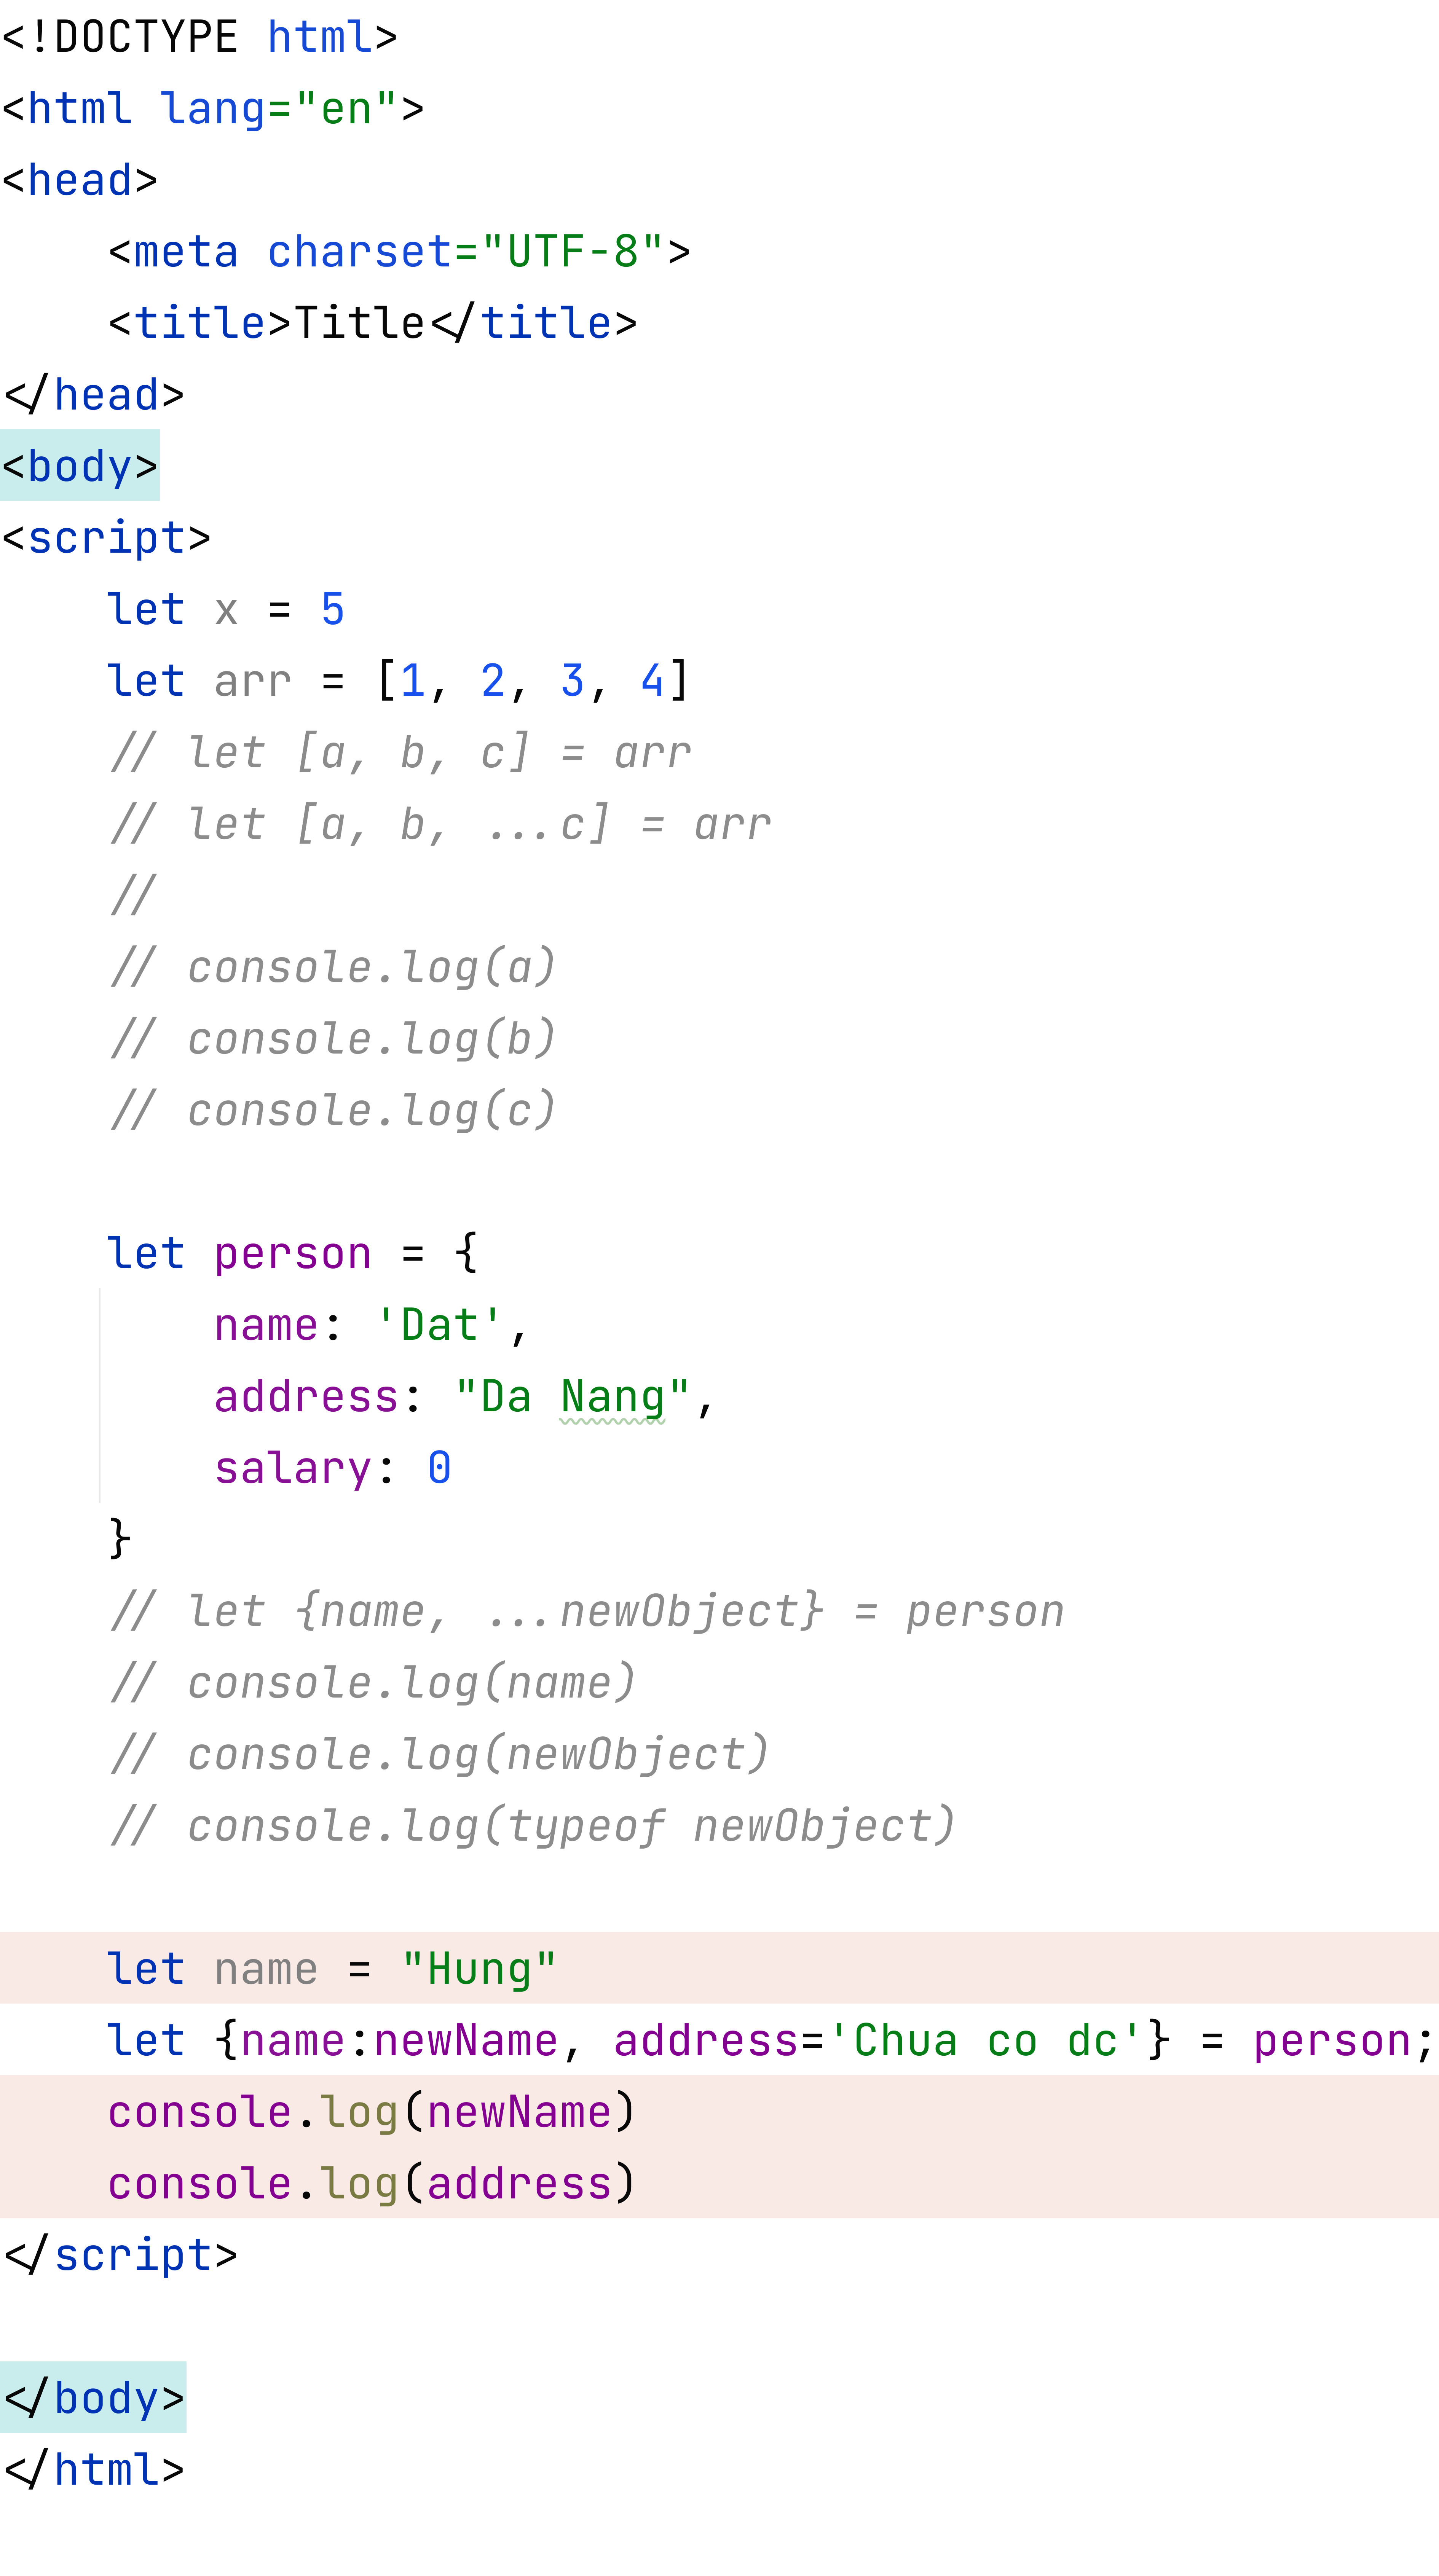 <!DOCTYPE html>
<html lang="en">
<head>
    <meta charset="UTF-8">
    <title>Title</title>
</head>
<body>
<script>
    let x = 5
    let arr = [1, 2, 3, 4]
    // let [a, b, c] = arr
    // let [a, b, ...c] = arr
    //
    // console.log(a)
    // console.log(b)
    // console.log(c)

    let person = {
        name: 'Dat',
        address: "Da Nang",
        salary: 0
    }
    // let {name, ...newObject} = person
    // console.log(name)
    // console.log(newObject)
    // console.log(typeof newObject)

    let name = "Hung"
    let {name:newName, address='Chua co dc'} = person;
    console.log(newName)
    console.log(address)
</script>

</body>
</html>